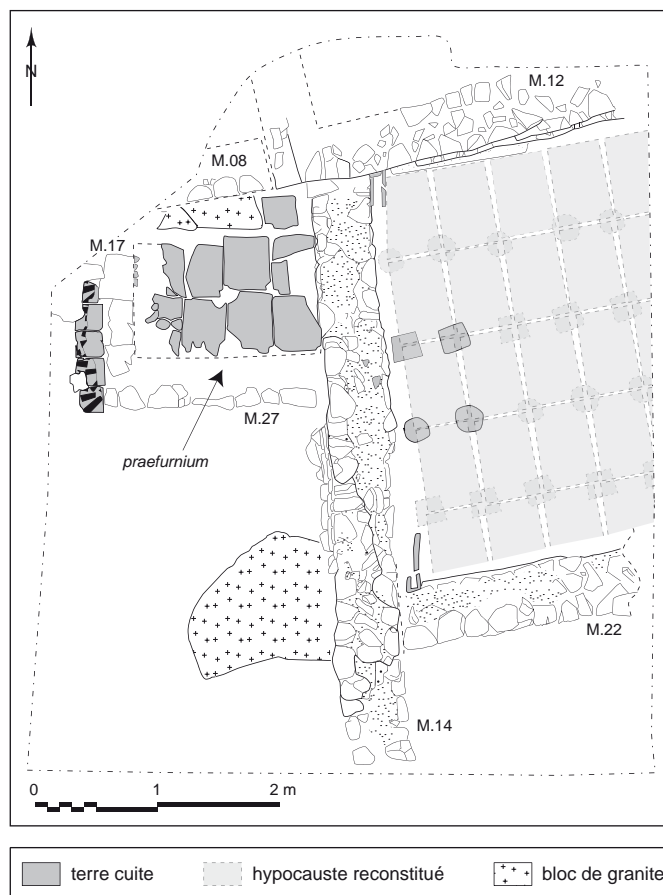 N
M.12
M.08
M.17
M.27
praefurnium
M.22
M.14
0 1 2 m
terre cuite hypocauste reconstitué bloc de granite